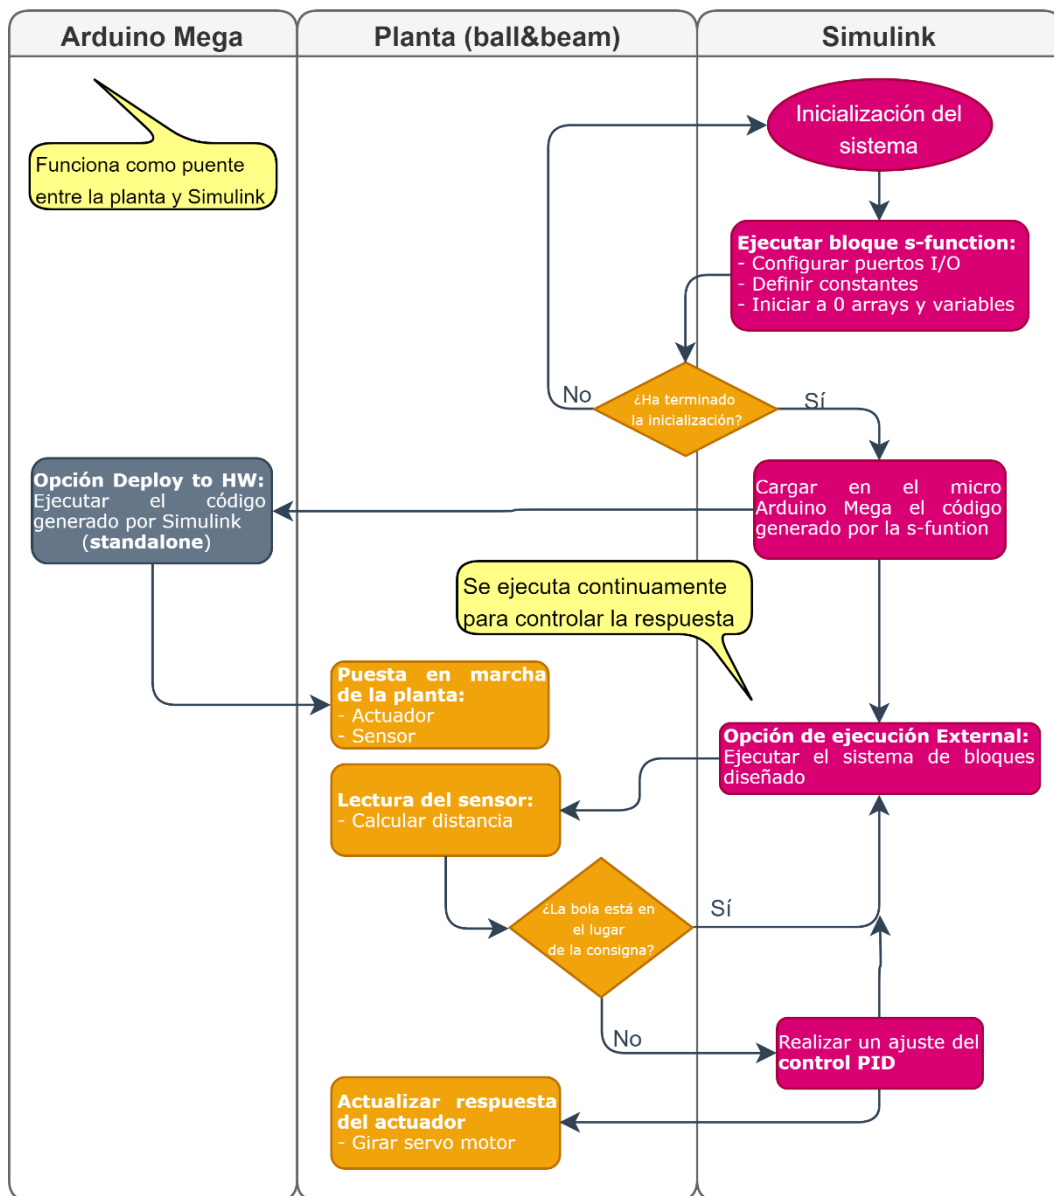 Arduino Mega
Planta (ball&beam)
Simulink
Funciona como puente
entre la planta y Simulink
Inicialización del
sistema
Ejecutar bloque s-function:
- Configurar puertos I/O
- Definir constantes
- Iniciar a 0 arrays y variables
¿Ha terminado
la inicialización?
No
Sí
Opción Deploy to HW:
Ejecutar el código
generado por Simulink
(standalone)
Cargar en el micro
Arduino Mega el código
generado por la s-funtion
Se ejecuta continuamente
para controlar la respuesta
Puesta en marcha
de la planta:
- Actuador
- Sensor
Opción de ejecución External:
Ejecutar el sistema de bloques
diseñado
Lectura del sensor:
- Calcular distancia
¿La bola está en
el lugar
de la consigna?
Sí
No
Realizar un ajuste del
control PID
Actualizar respuesta
del actuador
- Girar servo motor